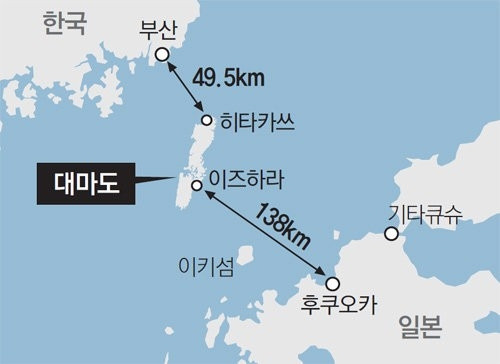 한국
부산
49.5km
히타카쓰
대마도
이즈하라
138km
기타큐슈
이키섬
후쿠오카
일본